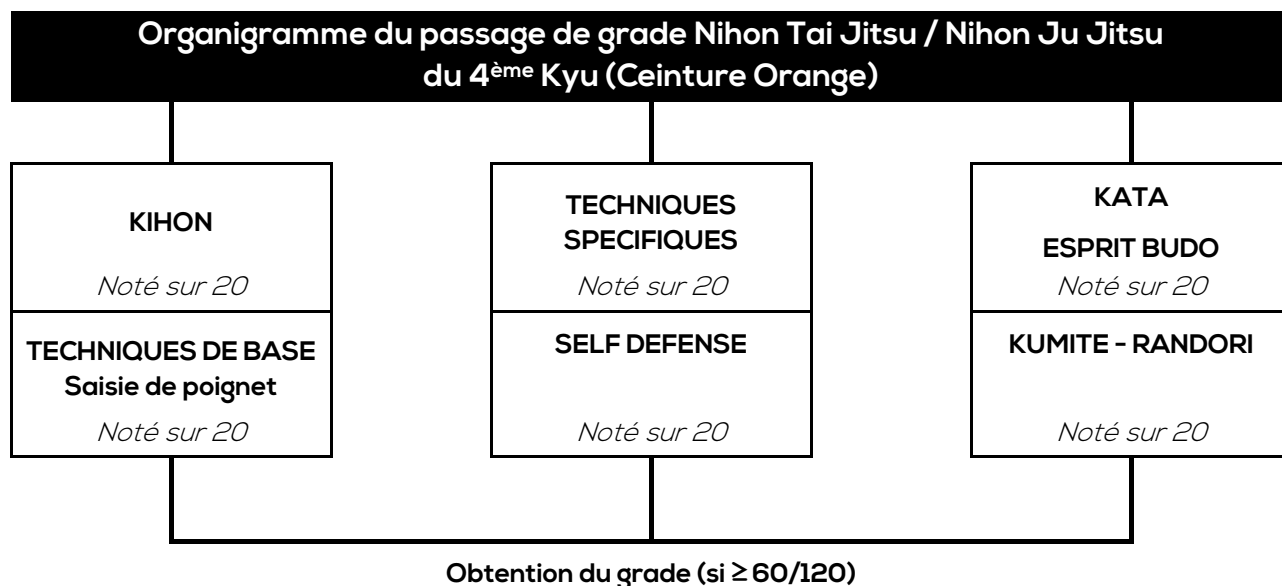 Organigramme du passage de grade Nihon Tai Jitsu / Nihon Ju Jitsu
du 4ème Kyu (Ceinture Orange)
KIHON
Noté sur 20
TECHNIQUES DE BASE
Saisie de poignet
Noté sur 20
TECHNIQUES
SPECIFIQUES
Noté sur 20
SELF DEFENSE
Noté sur 20
KATA
ESPRIT BUDO
Noté sur 20
KUMITE - RANDORI
Noté sur 20
Obtention du grade (si ≥ 60/120)